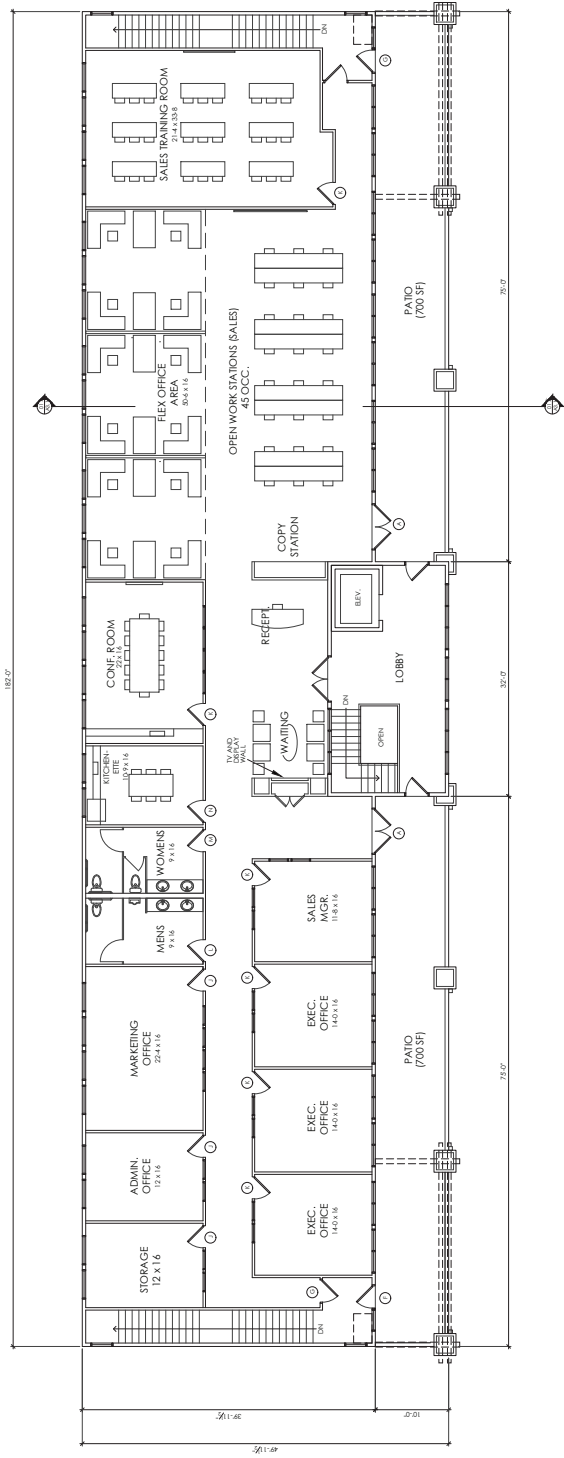 182'-0"
DN
G
SALES TRAINING ROOM
21-4 x 33-8
K
FLEX OFFICE
AREA
50-6 x 16
OPEN WORK STATIONS (SALES)
45 OCC.
PATIO
(700 SF)
75'-0"
COPY
STATION
A
CONF. ROOM
22 x 16
K
RECEPT.
ELEV.
LOBBY
32'-0"
DN
OPEN
WAITING
TV AND
DISPLAY
WALL
KITCHEN-
ETTE
10-9 x 16
N
WOMENS
9 x 16
M
MENS
9 x 16
L
A
SALES
MGR.
11-8 x 16
K
MARKETING
OFFICE
22-4 x 16
J
EXEC.
OFFICE
14-0 x 16
K
PATIO
(700 SF)
75'-0"
EXEC.
OFFICE
14-0 x 16
K
ADMIN.
OFFICE
12 x 16
J
EXEC.
OFFICE
14-0 x 16
K
STORAGE
12 X 16
J
G
F
DN
39'-11½"
10'-0"
49'-11½"